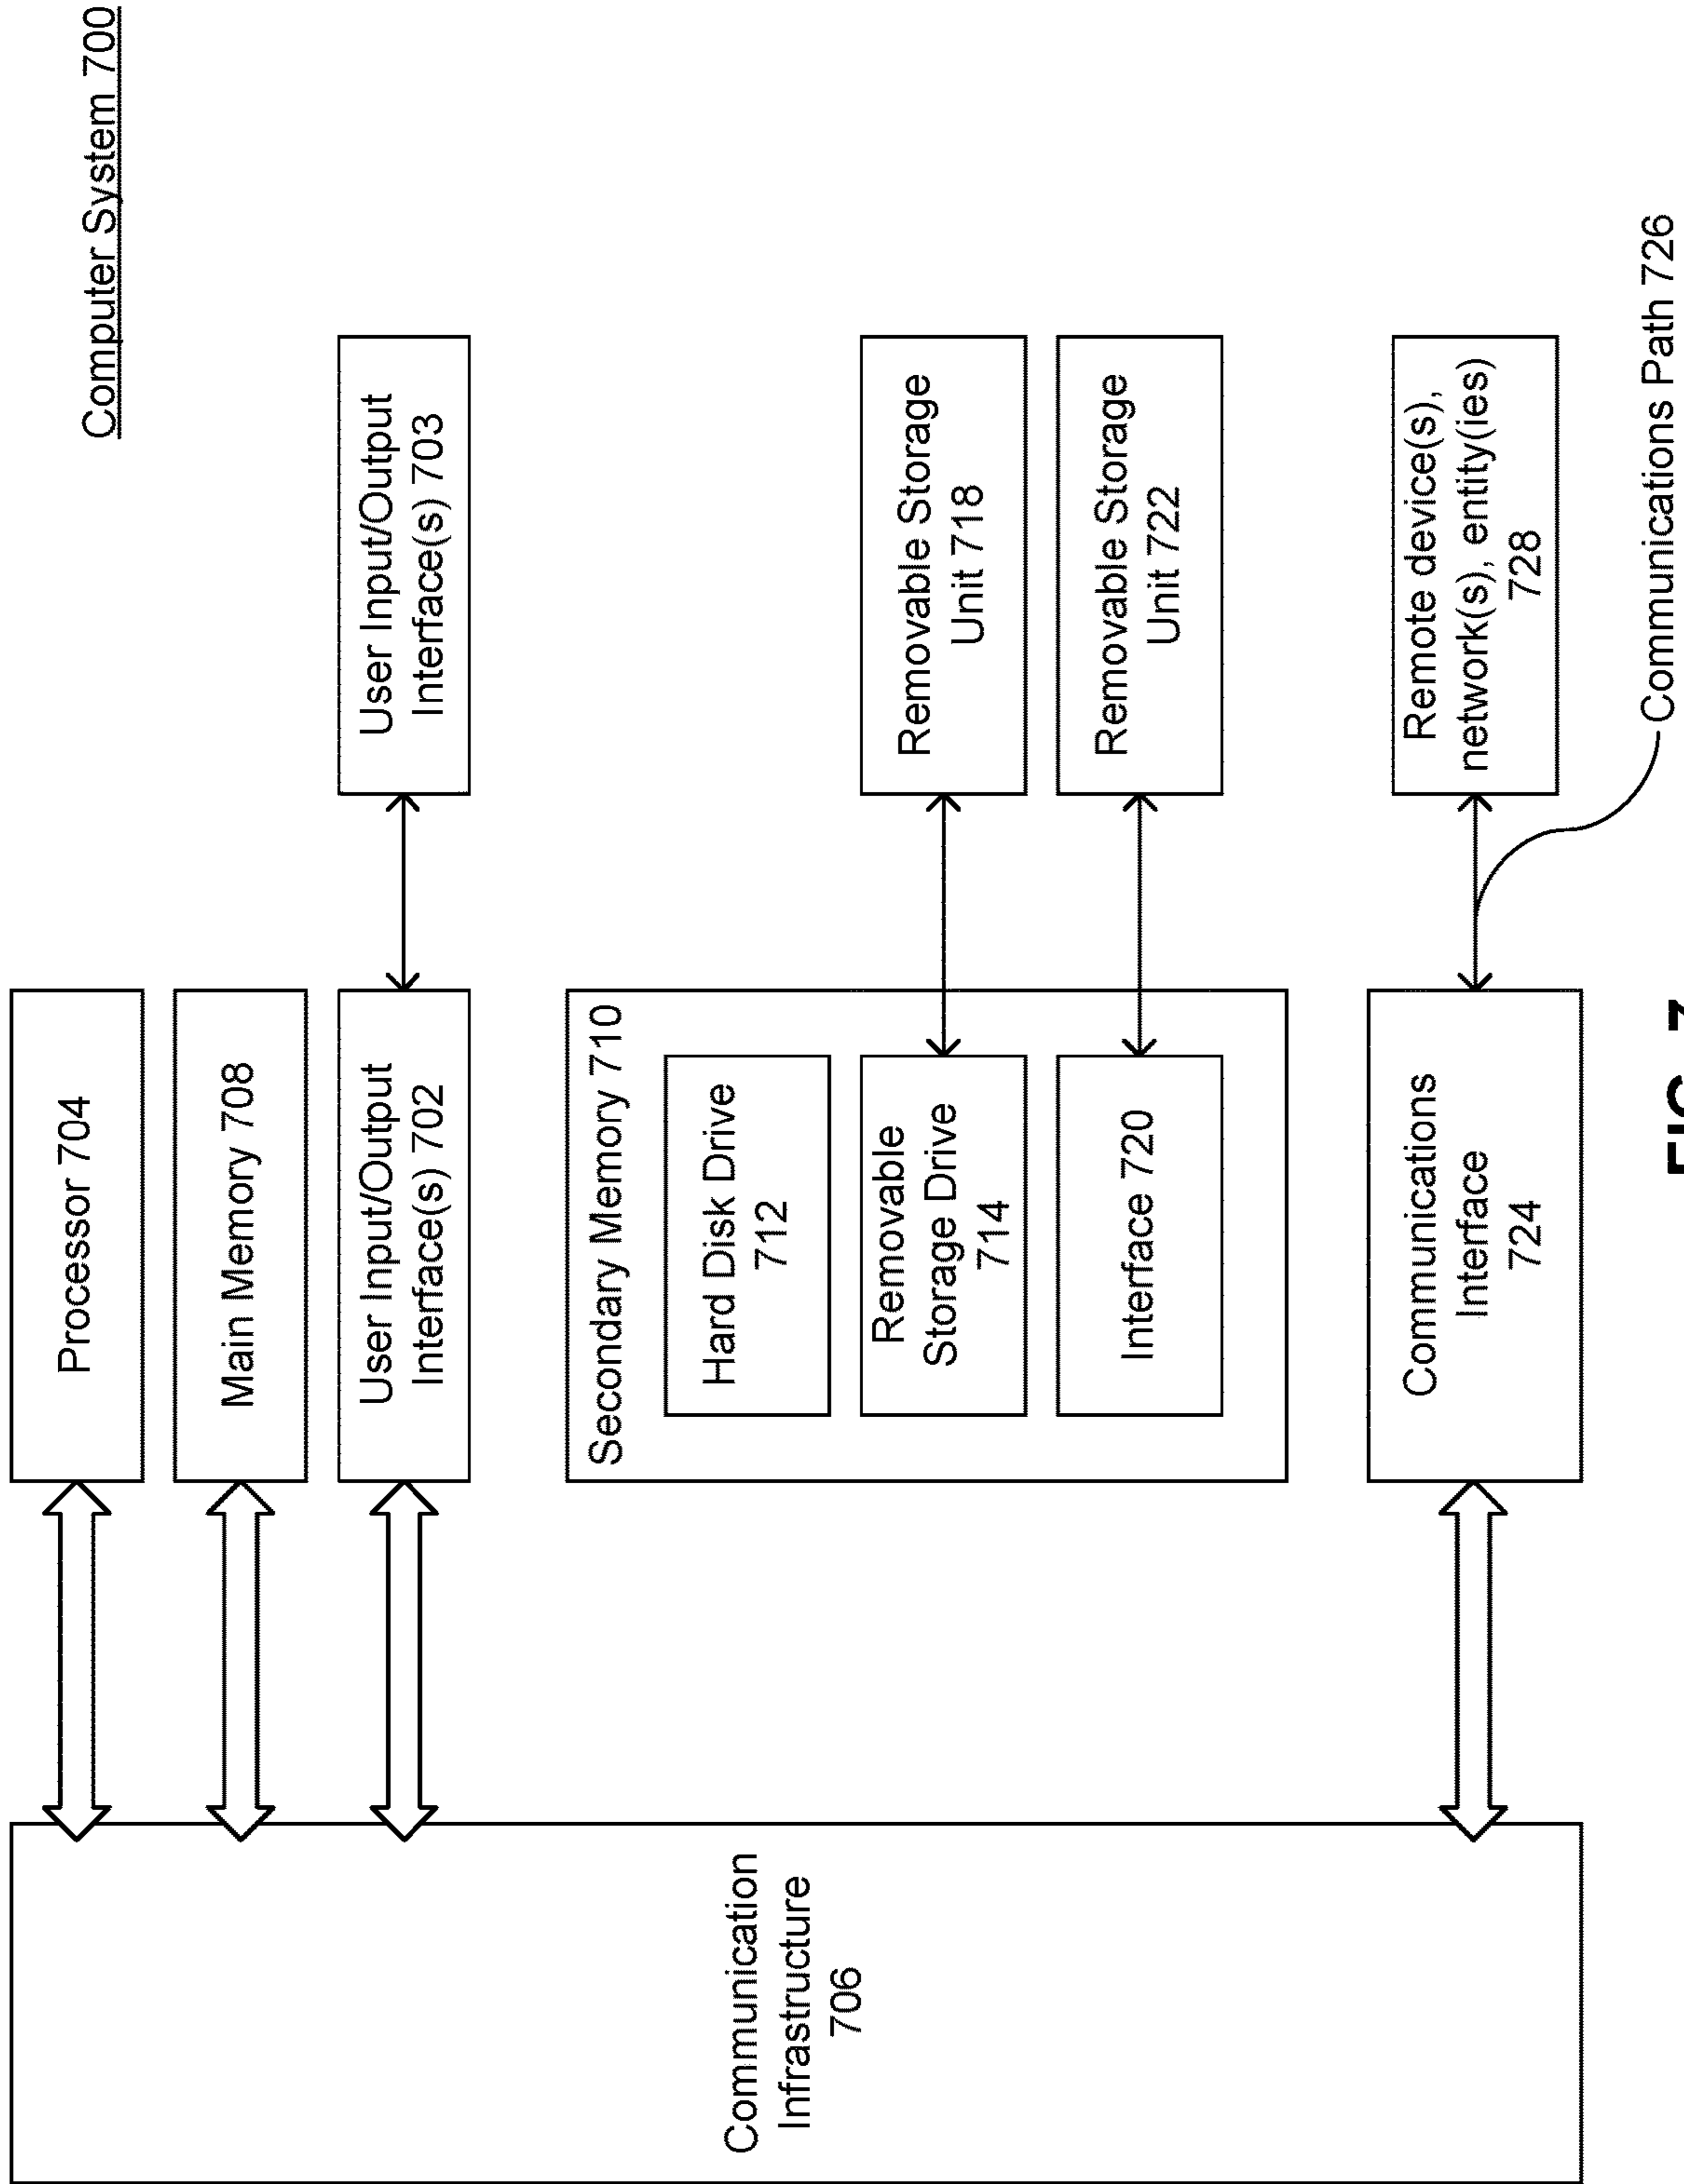 Computer System 700
Processor 704
Main Memory 708
User Input/Output
Interface(s) 702
User Input/Output
Interface(s) 703
Communication
Infrastructure
706
Secondary Memory 710
Hard Disk Drive
712
Removable
Storage Drive
714
Removable Storage
Unit 718
Interface 720
Removable Storage
Unit 722
Communications
Interface
724
Remote device(s),
network(s), entity(ies)
728
Communications Path 726
FIG. 7